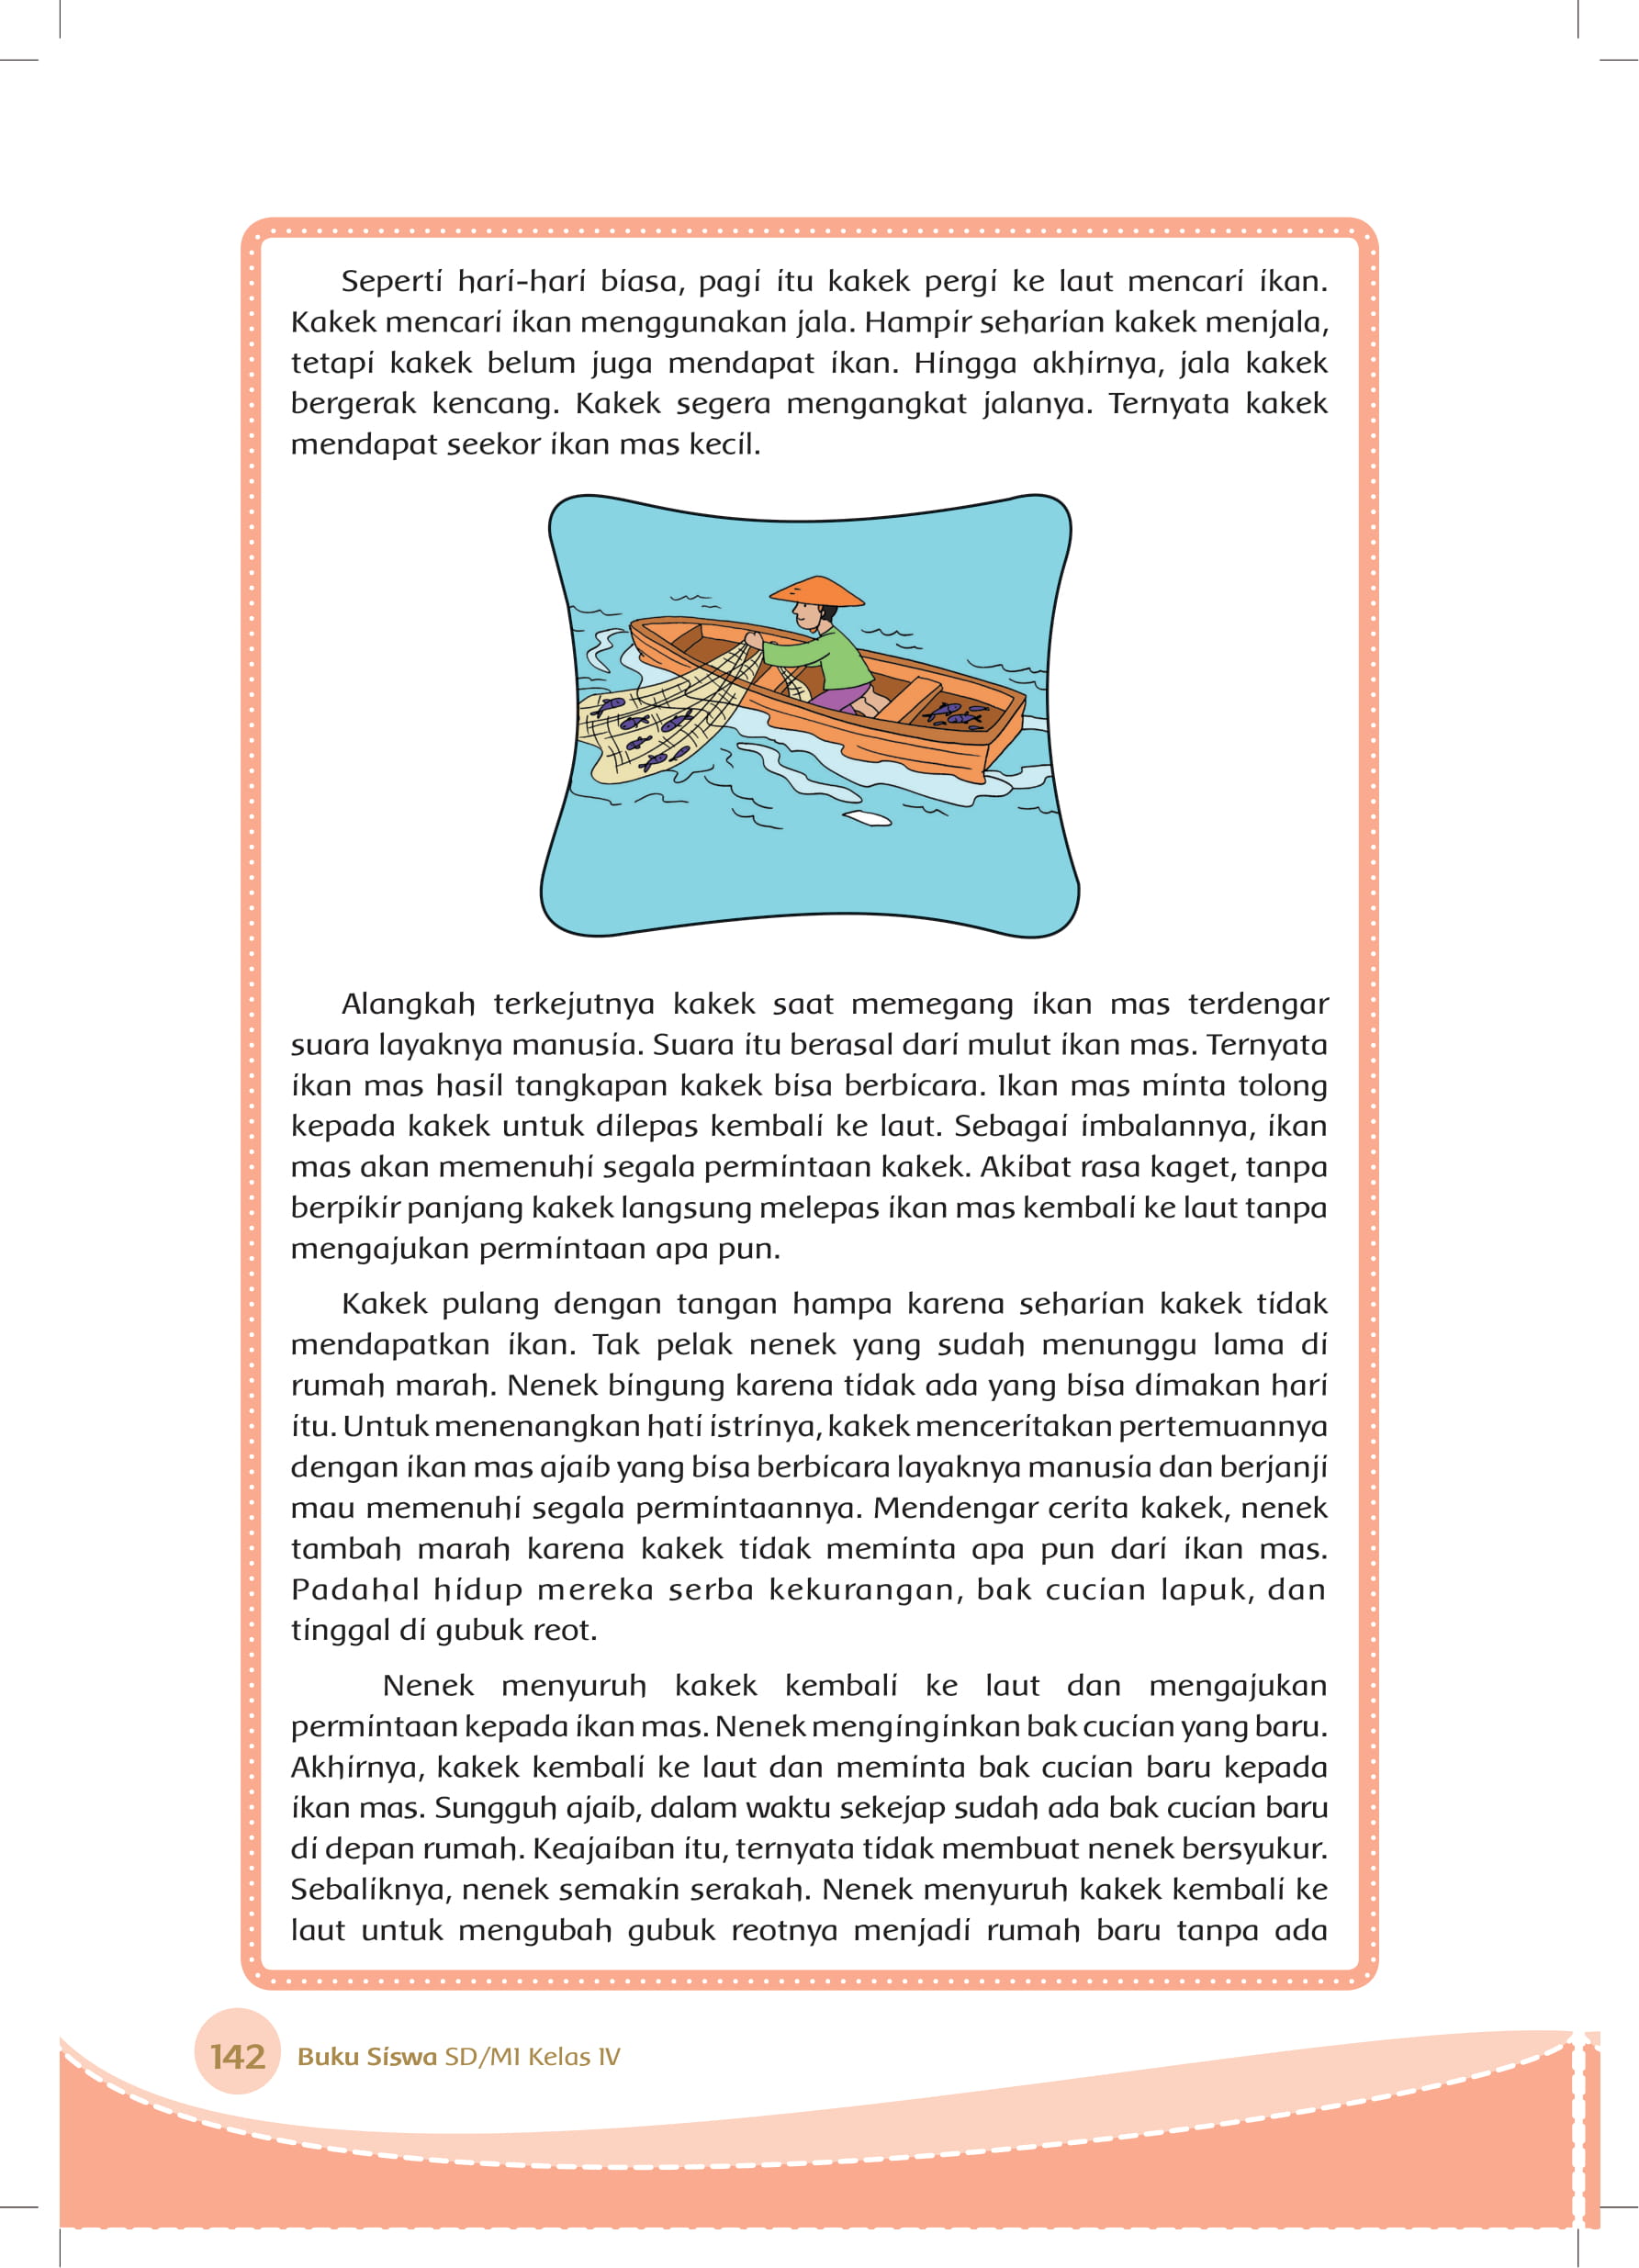 Seperti hari-hari biasa, pagi itu kakek pergi ke laut mencari ikan.
Kakek mencari ikan menggunakan jala. Hampir seharian kakek menjala,
tetapi kakek belum juga mendapat ikan. Hingga akhirnya, jala kakek
bergerak kencang. Kakek segera mengangkat jalanya. Ternyata kakek
mendapat seekor ikan mas kecil.
Alangkah terkejutnya kakek saat memegang ikan mas terdengar
suara layaknya manusia. Suara itu berasal dari mulut ikan mas. Ternyata
ikan mas hasil tangkapan kakek bisa berbicara. Ikan mas minta tolong
kepada kakek untuk dilepas kembali ke laut. Sebagai imbalannya, ikan
mas akan memenuhi segala permintaan kakek. Akibat rasa kaget, tanpa
berpikir panjang kakek langsung melepas ikan mas kembali ke laut tanpa
mengajukan permintaan apa pun.
Kakek pulang dengan tangan hampa karena seharian kakek tidak
mendapatkan ikan. Tak pelak nenek yang sudah menunggu lama di
rumah marah. Nenek bingung karena tidak ada yang bisa dimakan hari
itu. Untuk menenangkan hati istrinya, kakek menceritakan pertemuannya
dengan ikan mas ajaib yang bisa berbicara layaknya manusia dan berjanji
mau memenuhi segala permintaannya. Mendengar cerita kakek, nenek
tambah marah karena kakek tidak meminta apa pun dari ikan mas.
Padahal hidup mereka serba kekurangan, bak cucian lapuk, dan
tinggal di gubuk reot.
Nenek menyuruh kakek kembali ke laut dan mengajukan
permintaan kepada ikan mas. Nenek menginginkan bak cucian yang baru.
Akhirnya, kakek kembali ke laut dan meminta bak cucian baru kepada
ikan mas. Sungguh ajaib, dalam waktu sekejap sudah ada bak cucian baru
di depan rumah. Keajaiban itu, ternyata tidak membuat nenek bersyukur.
Sebaliknya, nenek semakin serakah. Nenek menyuruh kakek kembali ke
laut untuk mengubah gubuk reotnya menjadi rumah baru tanpa ada
142 Buku Siswa SD/MI Kelas IV